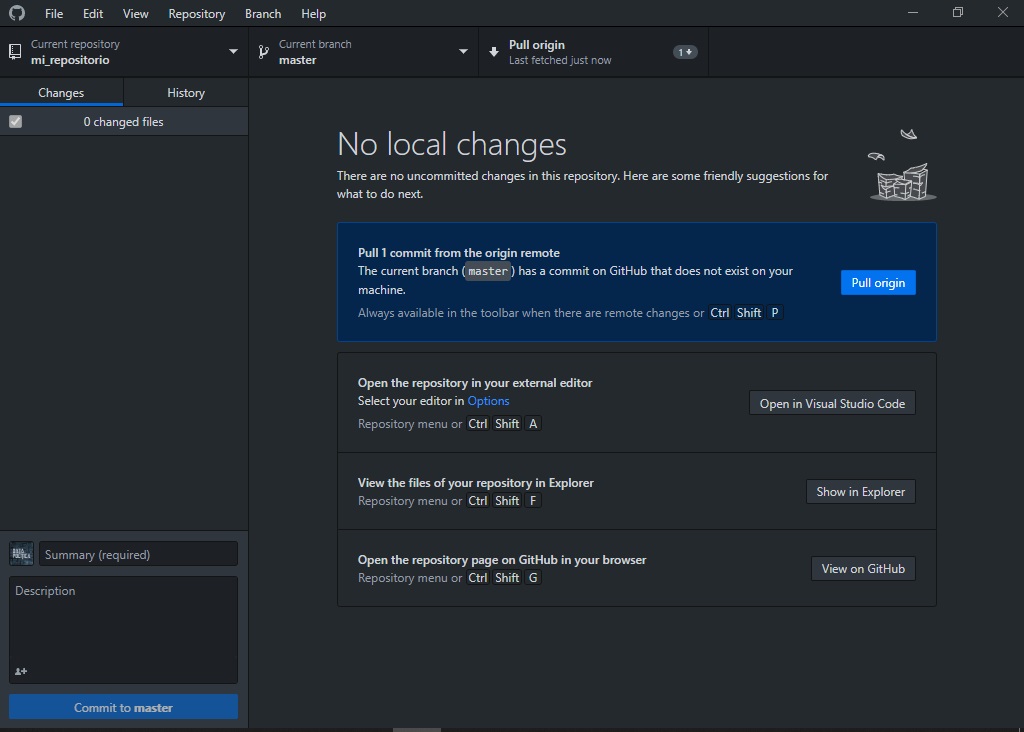 File Edit View Repository Branch Help
Current repository
mi_repositorio
Current branch
master
Pull origin
Last fetched just now
1
Changes
History
0 changed files
No local changes
There are no uncommitted changes in this repository. Here are some friendly suggestions for
what to do next.
Pull 1 commit from the origin remote
The current branch (master) has a commit on GitHub that does not exist on your
machine.
Always available in the toolbar when there are remote changes or Ctrl Shift P
Pull origin
Open the repository in your external editor
Select your editor in Options
Repository menu or Ctrl Shift A
Open in Visual Studio Code
View the files of your repository in Explorer
Repository menu or Ctrl Shift F
Show in Explorer
Open the repository page on GitHub in your browser
Repository menu or Ctrl Shift G
View on GitHub
Summary (required)
Description
Commit to master